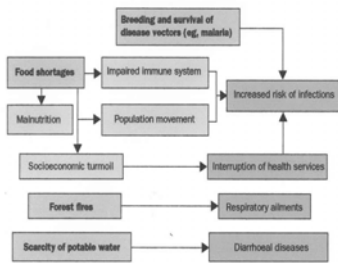 Breeding and survival of
disease vectors (eg, malaria)
Food shortages
Impaired immune system
Increased risk of infections
Malnutrition
Population movement
Socioeconomic turmoil
Interruption of health services
Forest fires
Respiratory ailments
Scarcity of potable water
Diarrhoeal diseases